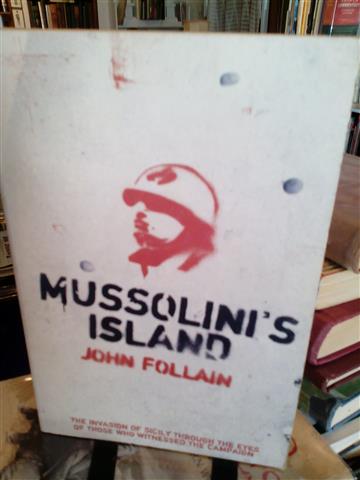 MUSSOLINI'S
ISLAND
JOHN FOLLAIN
THE INVASION OF SICILY THROUGH THE EYES
OF THOSE WHO WITNESSED THE CAMPAIGN